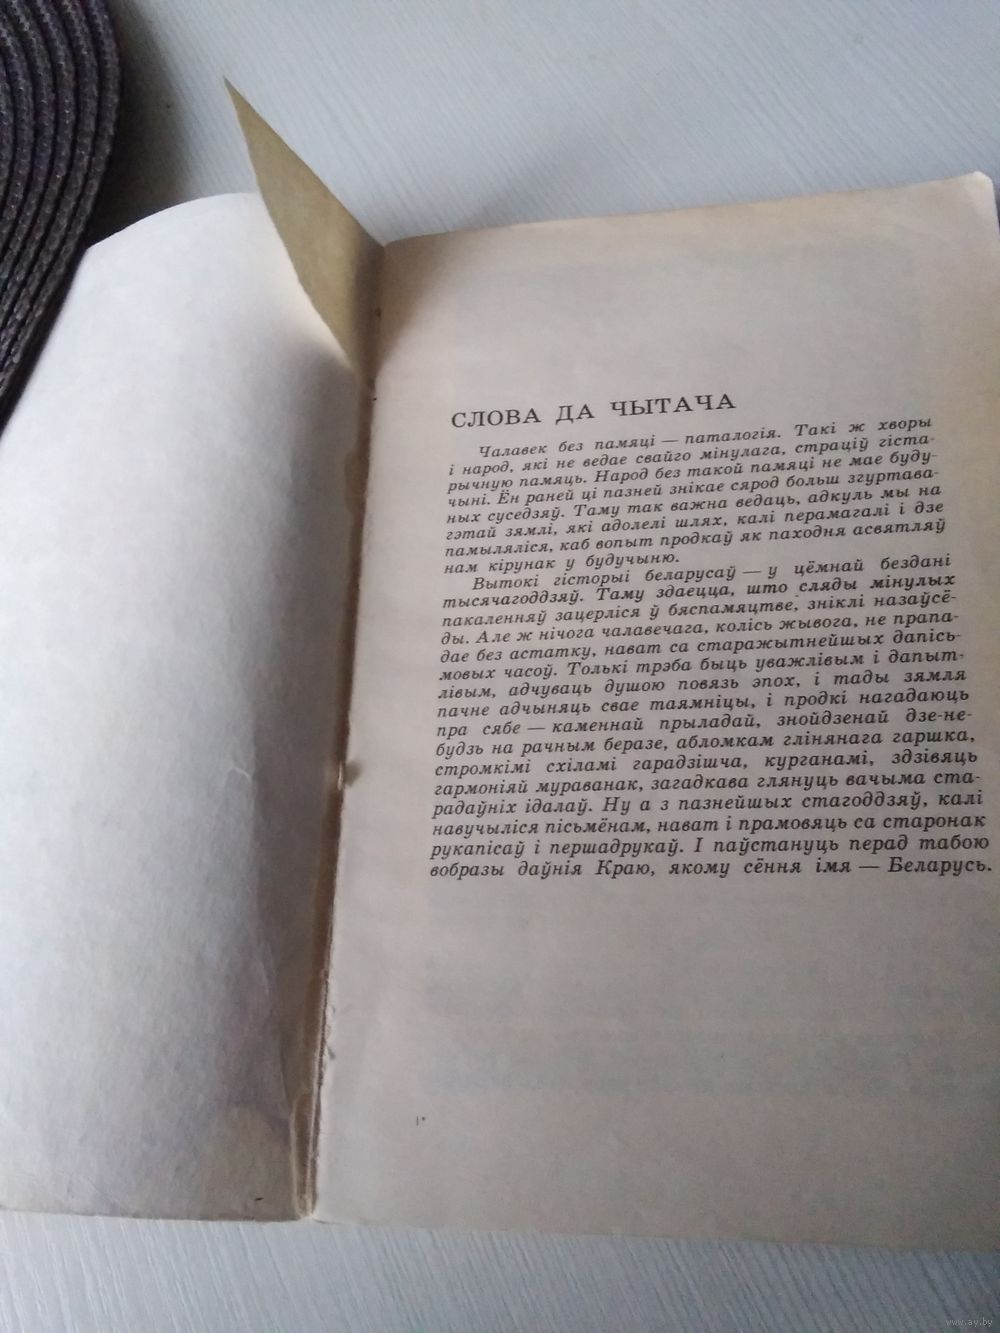 СЛОВА ДА ЧЫТАЧА
Чалавек без памяці — паталогія. Такі ж хворы
і народ, які не ведае свайго мінулага, страціў гіста-
рычную памяць. Народ без такой памяці не мае буду-
чыні. Ён раней ці пазней знікае сярод больш згуртава-
ных суседзяў. Таму так важна ведаць, адкуль мы на
гэтай зямлі, які адолелі шлях, калі перамагалі і дзе
памыляліся, каб вопыт продкаў як паходня асвятляў
нам кірунак у будучыню.
Вытокі гісторыі беларусаў — у цёмнай бездані
тысячагоддзяў. Таму здаецца, што сляды мінулых
пакаленняў зацерліся ў бяспамяцтве, зніклі назаўсё-
ды. Але ж нічога чалавечага, колісь жывога, не прапа-
дае без астатку, нават са старажытнейшых дапісь-
мовых часоў. Толькі трэба быць уважлівым і дапыт-
лівым, адчуваць душою повязь эпох, і тады зямля
пачне адчыняць свае таямніцы, і продкі нагадаюць
пра сябе — каменнай прыладай, знойдзенай дзе-не-
будзь на рачным беразе, абломкам глінянага гаршка,
стромкімі схіламі гарадзішча, курганамі, здзівяць
гармоніяй мураванак, загадкава глянуць вачыма ста-
радаўніх ідалаў. Ну а з пазнейшых стагоддзяў, калі
навучыліся пісьмёнам, нават і прамовяць са старонак
рукапісаў і першадрукаў. І паўстануць перад табою
вобразы даўнія Краю, якому сёння імя — Беларусь.
1*
www.ay.by